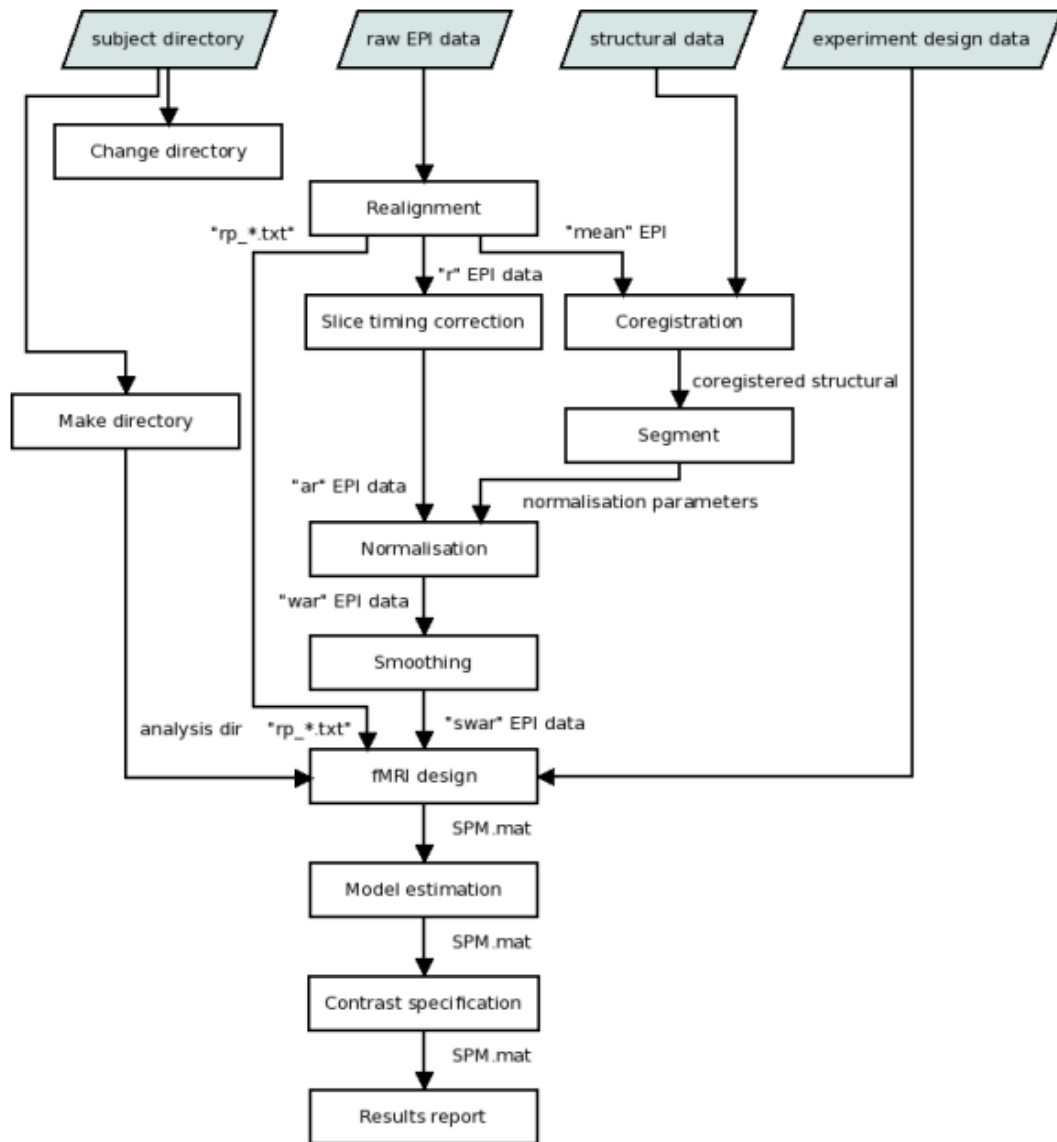 subject directory
raw EPI data
structural data
experiment design data
Change directory
Realignment
"rp_*.txt"
"mean" EPI
"r" EPI data
Slice timing correction
Coregistration
coregistered structural
Make directory
Segment
"ar" EPI data
normalisation parameters
Normalisation
"war" EPI data
Smoothing
analysis dir
"rp_*.txt"
"swar" EPI data
fMRI design
SPM.mat
Model estimation
SPM.mat
Contrast specification
SPM.mat
Results report